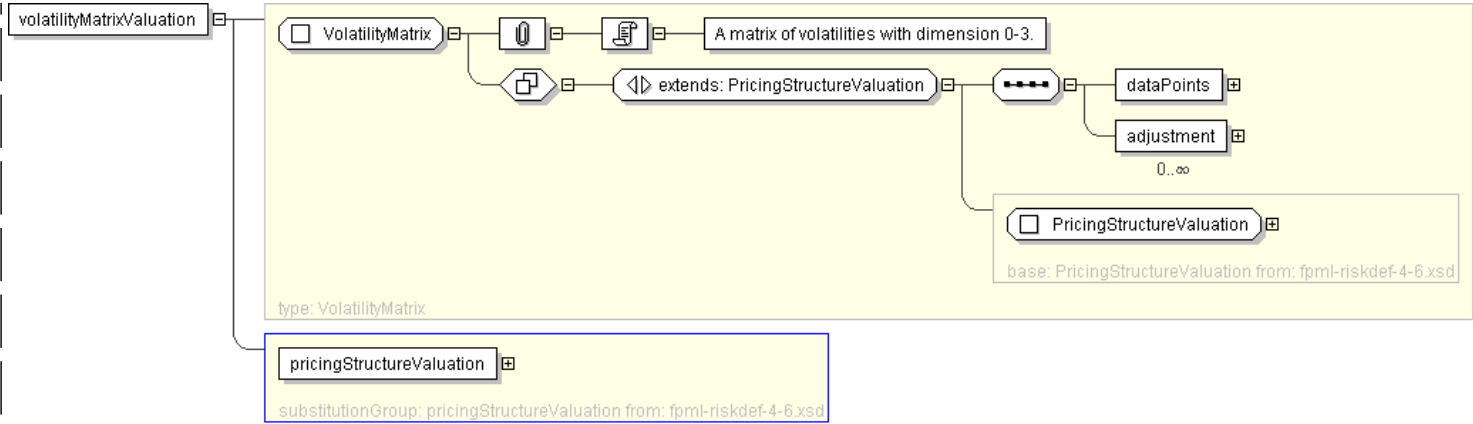 volatilityMatrixValuation
VolatilityMatrix
A matrix of volatilities with dimension 0-3.
extends: PricingStructureValuation
dataPoints
adjustment
0..∞
PricingStructureValuation
base: PricingStructureValuation from: fpml-riskdef-4-6.xsd
type: VolatilityMatrix
pricingStructureValuation
substitutionGroup: pricingStructureValuation from: fpml-riskdef-4-6.xsd